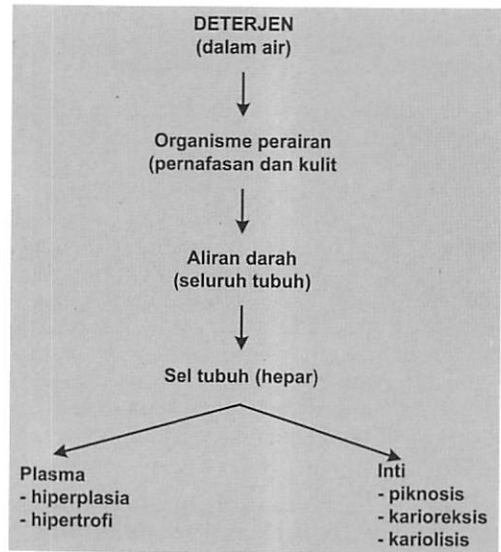 DETERJEN
(dalam air)
Organisme perairan
(pernafasan dan kulit
Aliran darah
(seluruh tubuh)
Sel tubuh (hepar)
Plasma
- hiperplasia
- hipertrofi
Inti
- piknosis
- karioreksis
- kariolisis